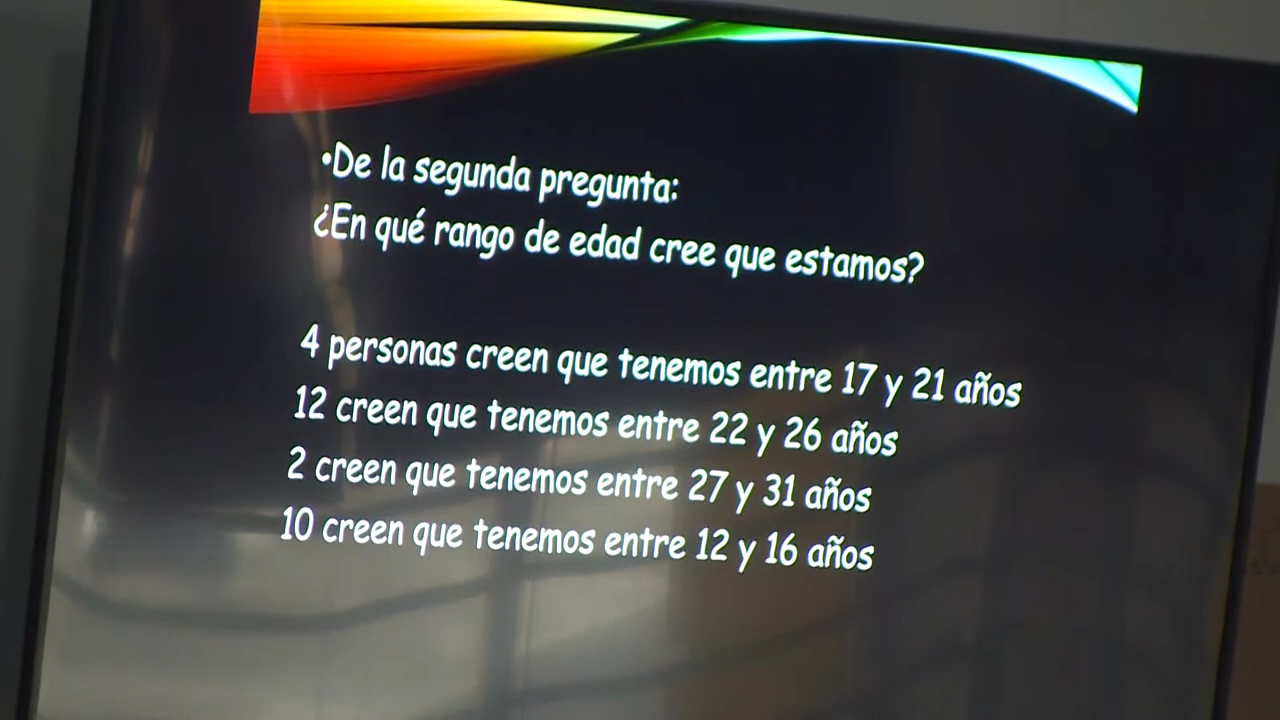 •De la segunda pregunta:
¿En qué rango de edad cree que estamos?
4 personas creen que tenemos entre 17 y 21 años
12 creen que tenemos entre 22 y 26 años
2 creen que tenemos entre 27 y 31 años
10 creen que tenemos entre 12 y 16 años